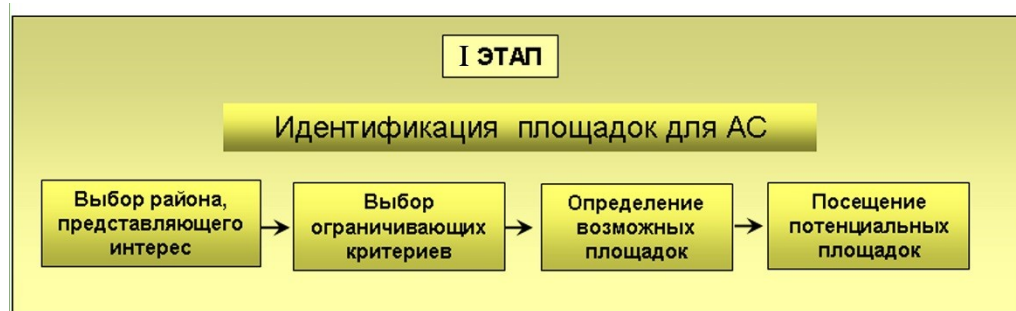 I ЭТАП
Идентификация площадок для АС
Выбор района,
представляющего
интерес
Выбор
ограничивающих
критериев
Определение
возможных
площадок
Посещение
потенциальных
площадок